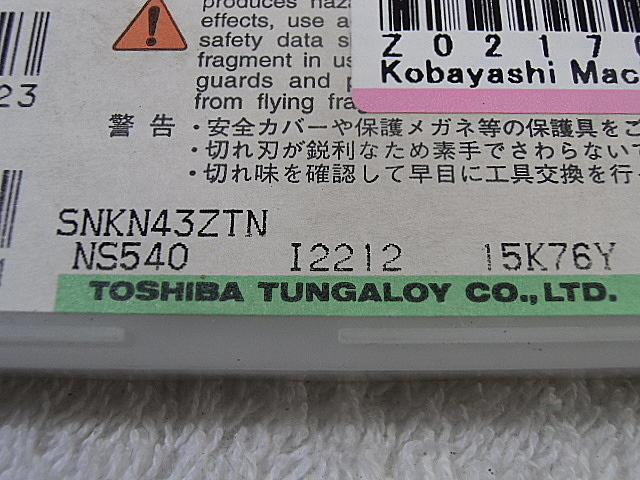 produces
effects, use a
safety data s
fragment in us
guards and p
from flying frag
23
Z0217
Kobayashi Mac
警告・安全カバーや保護メガネ等の保護具をご
・切れ刃が鋭利なため素手でさわらないで
・切れ味を確認して早目に工具交換を行
SNKN43ZTN
NS540 I2212 15K76Y
TOSHIBA TUNGALOY CO., LTD.